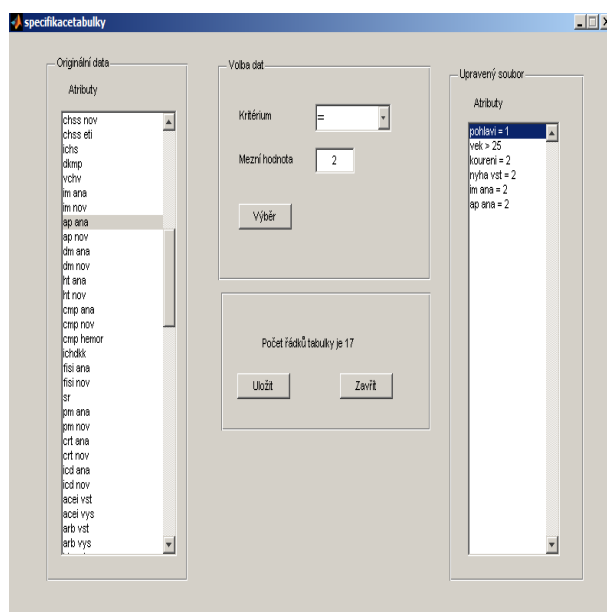 specifikacetabulky
Originální data
Atributy
chss nov
chss eti
ichs
dkmp
vchv
im ana
im nov
ap ana
ap nov
dm ana
dm nov
ht ana
ht nov
cmp ana
cmp nov
cmp hemor
ichdkk
fisi ana
fisi nov
sr
pm ana
pm nov
crt ana
crt nov
icd ana
icd nov
acei vst
acei vys
arb vst
arb vys
Volba dat
Kritérium
=
Mezní hodnota
2
Výběr
Počet řádků tabulky je 17
Uložit
Zavřít
Upravený soubor
Atributy
pohlavi = 1
vek > 25
koureni = 2
nyha vst = 2
im ana = 2
ap ana = 2